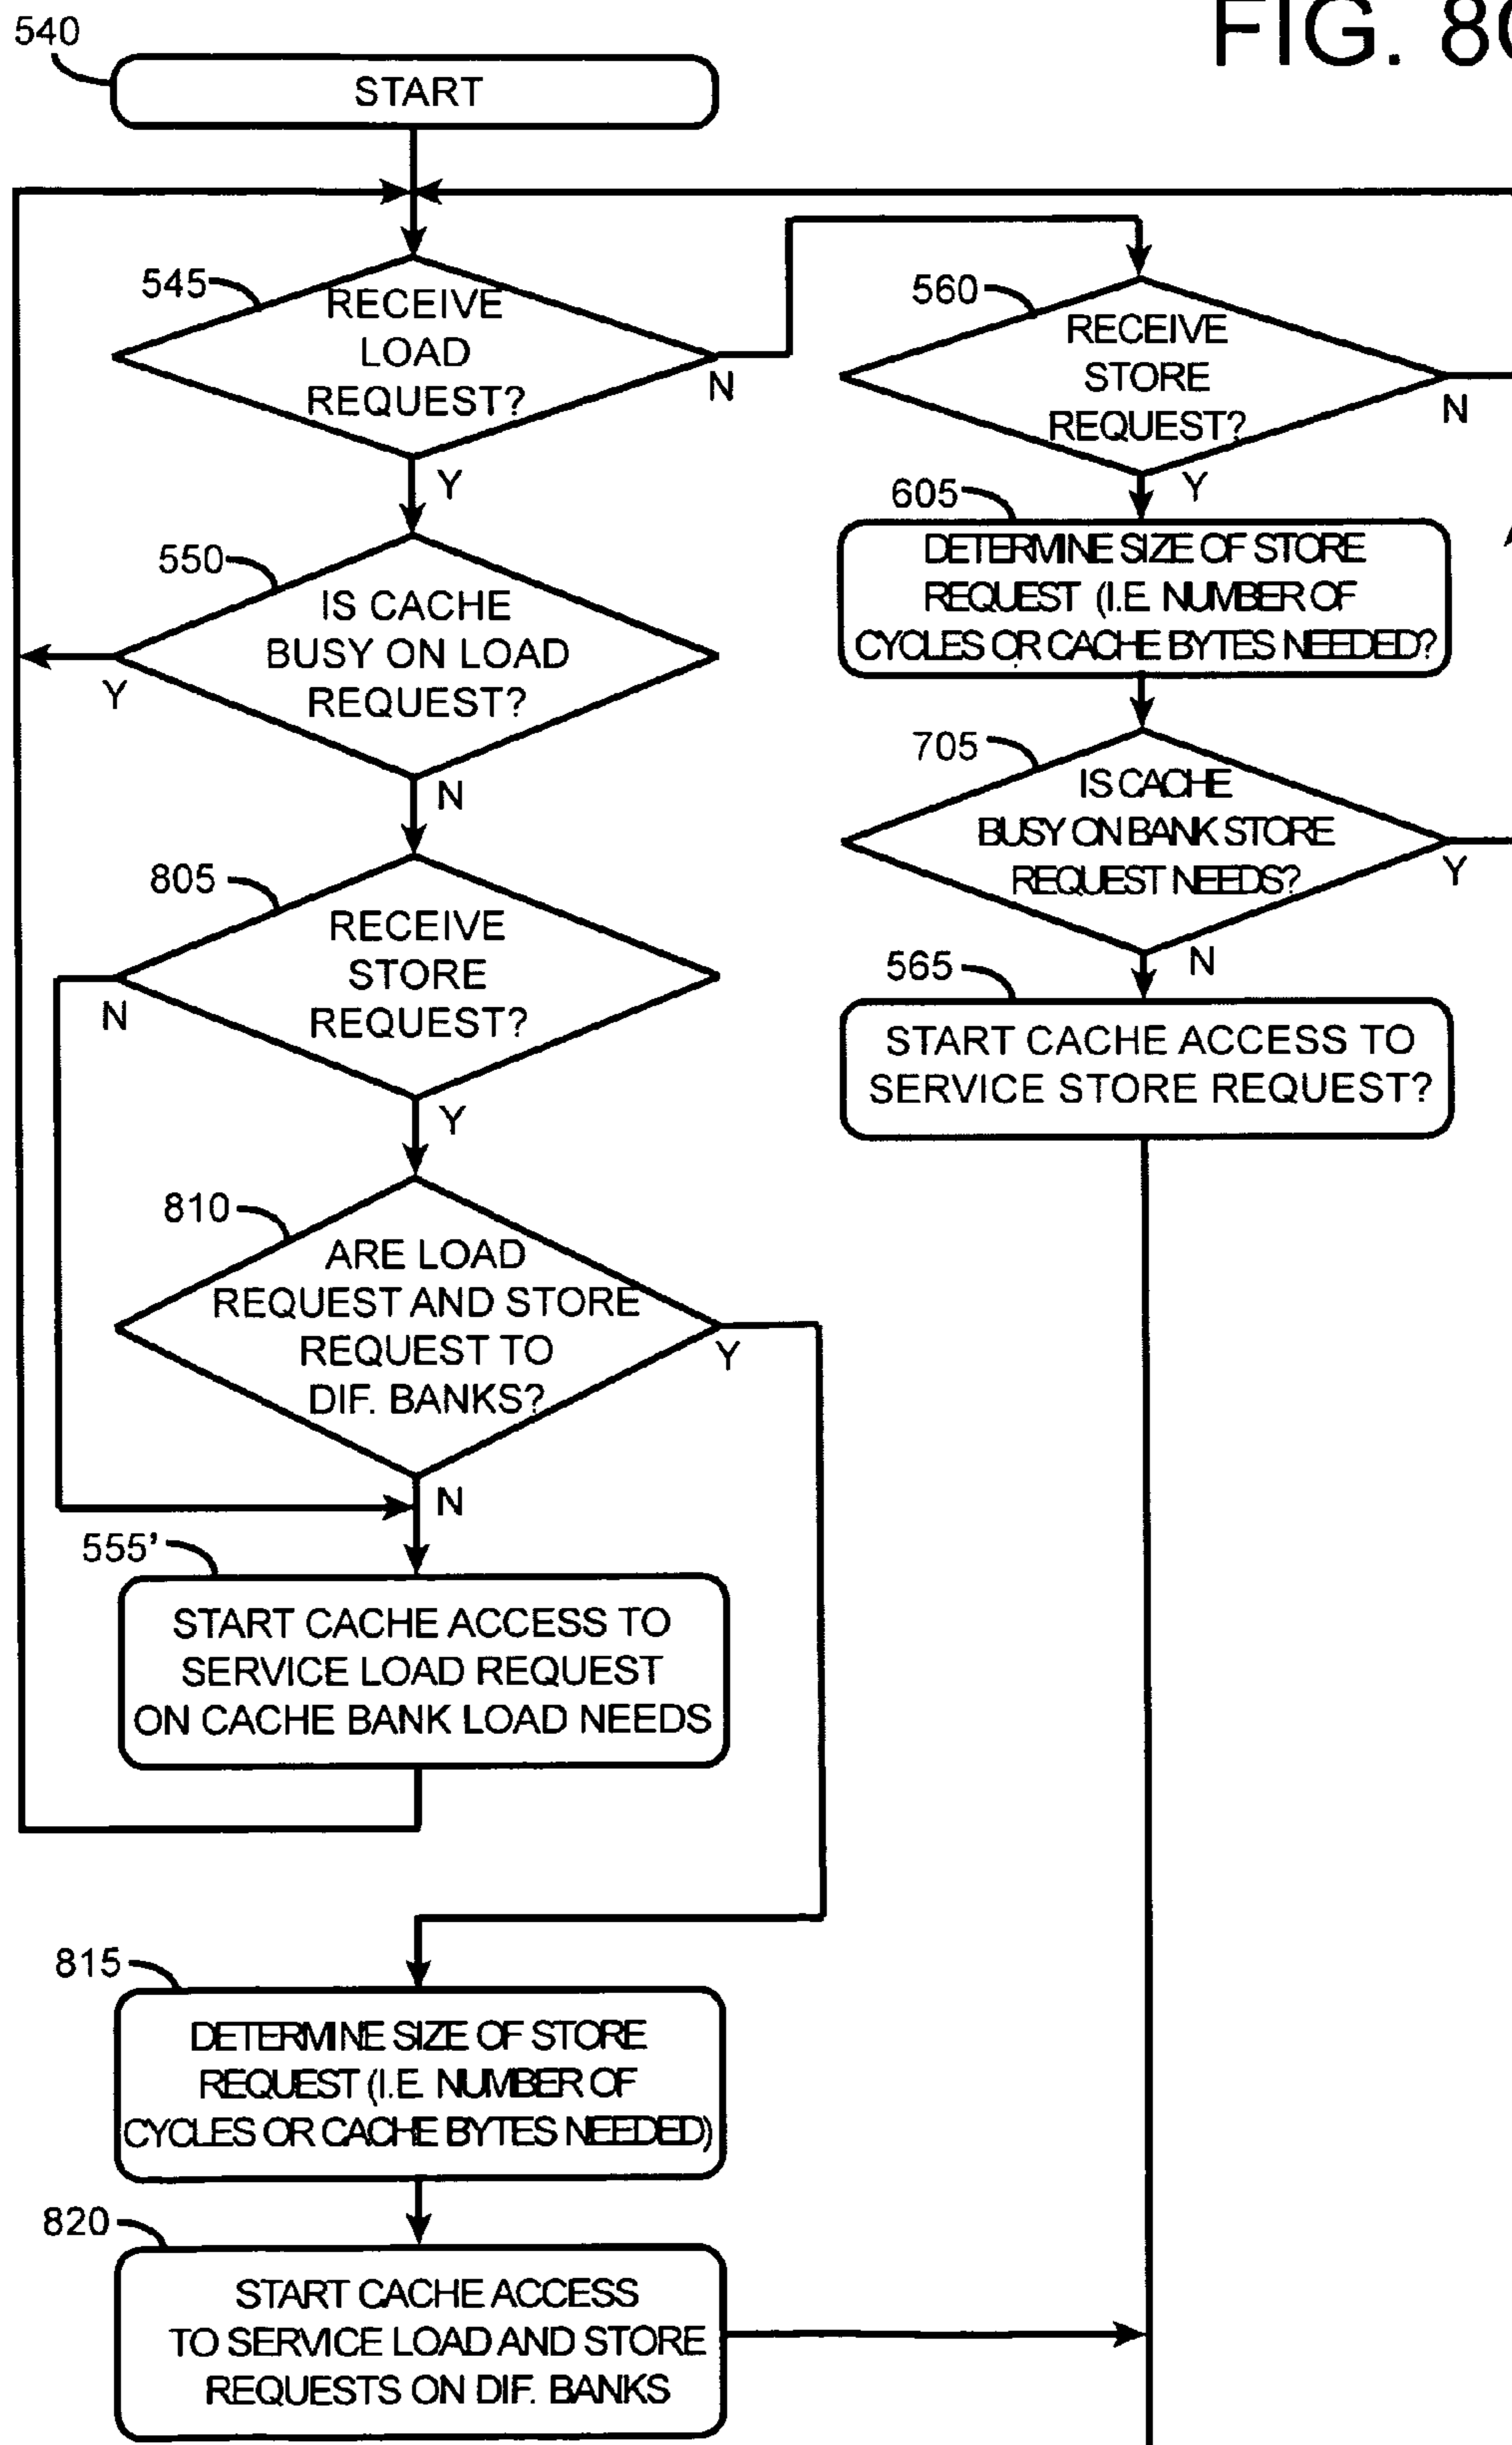 FIG. 8C
540
START
545
RECEIVE
LOAD
REQUEST?
N
Y
550
IS CACHE
BUSY ON LOAD
REQUEST?
Y
N
805
RECEIVE
STORE
REQUEST?
N
Y
810
ARE LOAD
REQUEST AND STORE
REQUEST TO
DIF. BANKS?
Y
N
555'
START CACHE ACCESS TO
SERVICE LOAD REQUEST
ON CACHE BANK LOAD NEEDS
815
DETERMINE SIZE OF STORE
REQUEST (I.E. NUMBER OF
CYCLES OR CACHE BYTES NEEDED)
820
START CACHE ACCESS
TO SERVICE LOAD AND STORE
REQUESTS ON DIF. BANKS
560
RECEIVE
STORE
REQUEST?
N
Y
605
DETERMINE SIZE OF STORE
REQUEST (I.E. NUMBER OF
CYCLES OR CACHE BYTES NEEDED?
705
IS CACHE
BUSY ON BANK STORE
REQUEST NEEDS?
Y
N
565
START CACHE ACCESS TO
SERVICE STORE REQUEST?